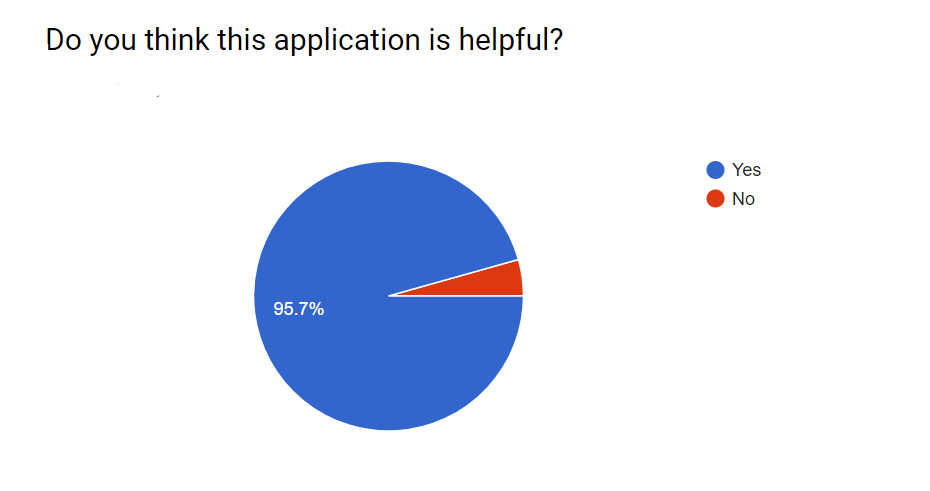 Do you think this application is helpful?
Yes
No
95.7%